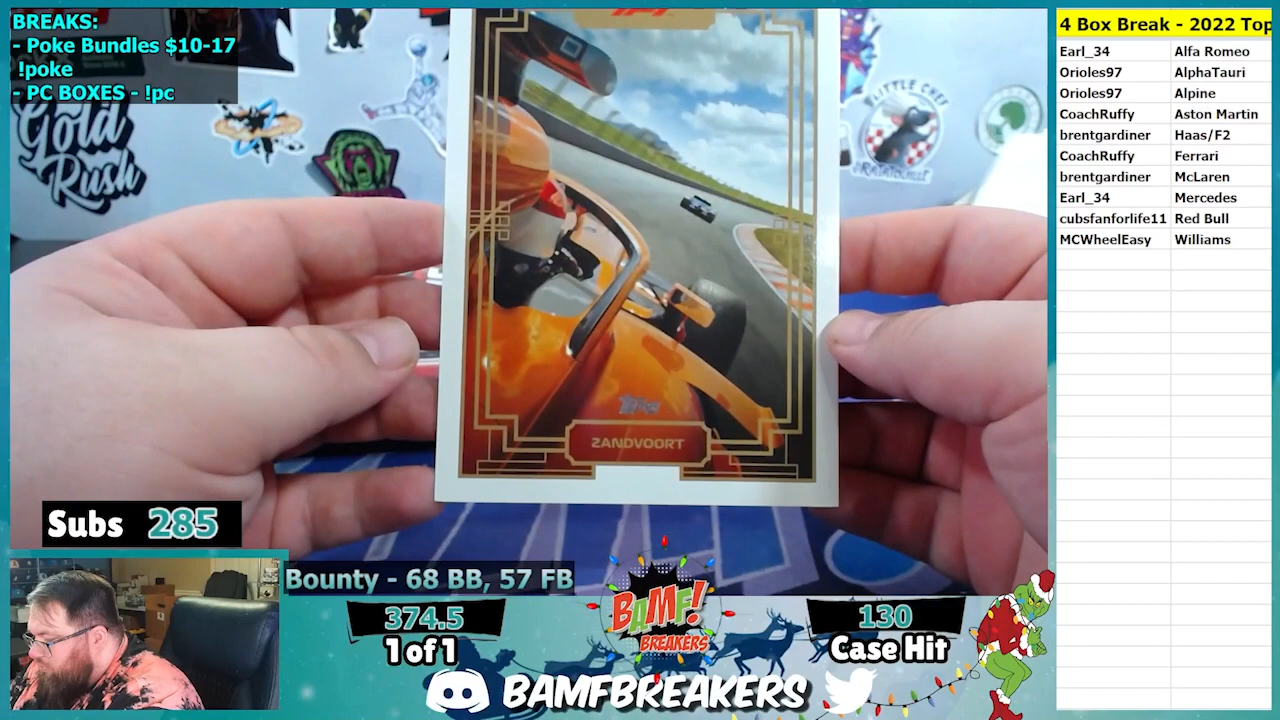 BREAKS:
- Poke Bundles $10-17
!poke
- PC BOXES - !pc
Gold
Rush
LITTLE CHEF
Topps
ZANDVOORT
4 Box Break - 2022 Top
Earl_34 Alfa Romeo
Orioles97 AlphaTauri
Orioles97 Alpine
CoachRuffy Aston Martin
brentgardiner Haas/F2
CoachRuffy Ferrari
brentgardiner McLaren
Earl_34 Mercedes
cubsfanforlife11 Red Bull
MCWheelEasy Williams
Subs 285
Bounty - 68 BB, 57 FB
374.5
1 of 1
BAMF!
BREAKERS
130
Case Hit
BAMFBREAKERS